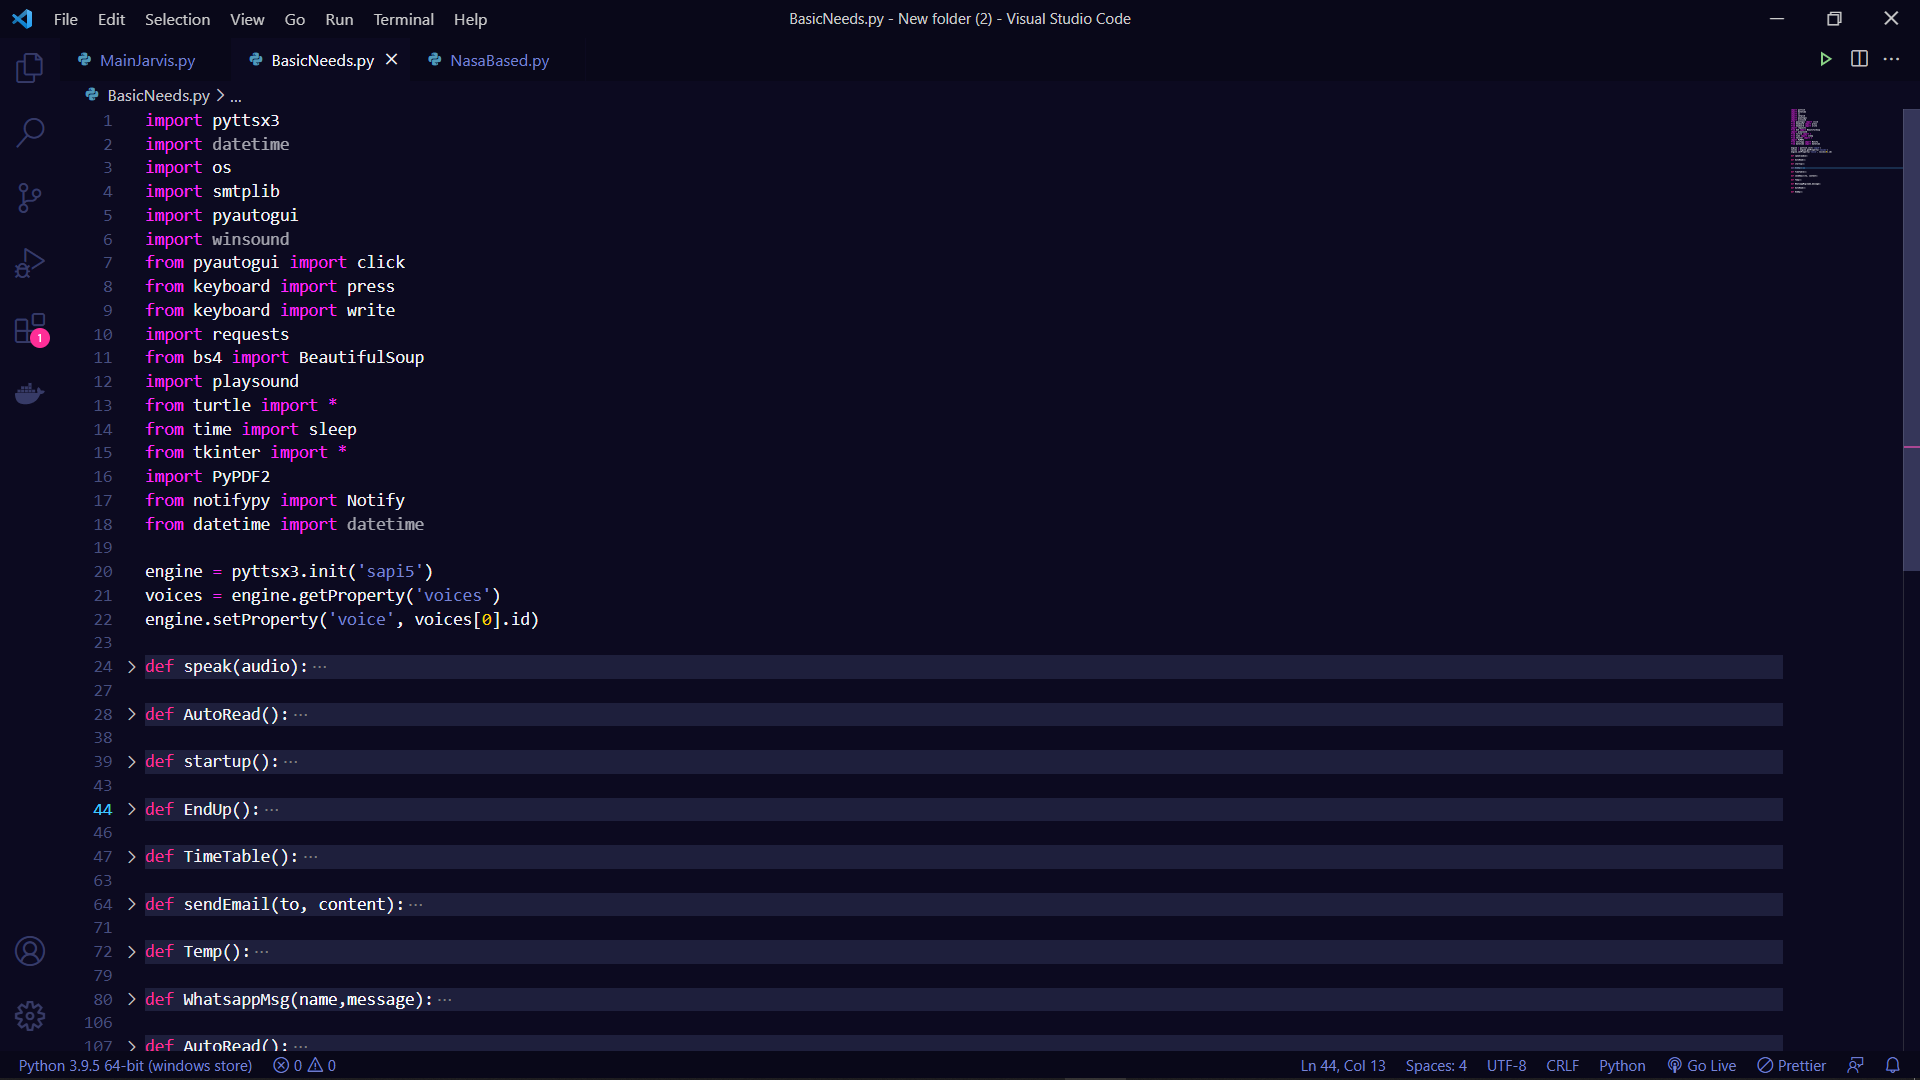 File Edit Selection View Go Run Terminal Help
BasicNeeds.py - New folder (2) - Visual Studio Code
MainJarvis.py
BasicNeeds.py
NasaBased.py
BasicNeeds.py > ...
1 import pyttsx3
2 import datetime
3 import os
4 import smtplib
5 import pyautogui
6 import winsound
7 from pyautogui import click
8 from keyboard import press
9 from keyboard import write
10 import requests
11 from bs4 import BeautifulSoup
12 import playsound
13 from turtle import *
14 from time import sleep
15 from tkinter import *
16 import PyPDF2
17 from notifypy import Notify
18 from datetime import datetime
19
20 engine = pyttsx3.init('sapi5')
21 voices = engine.getProperty('voices')
22 engine.setProperty('voice', voices[0].id)
23
24 > def speak(audio): ...
27
28 > def AutoRead(): ...
38
39 > def startup(): ...
43
44 > def EndUp(): ...
46
47 > def TimeTable(): ...
63
64 > def sendEmail(to, content): ...
71
72 > def Temp(): ...
79
80 > def WhatsappMsg(name,message): ...
106
107 > def AutoRead(): ...
1
Python 3.9.5 64-bit (windows store) 0 0 Ln 44, Col 13 Spaces: 4 UTF-8 CRLF Python Go Live Prettier